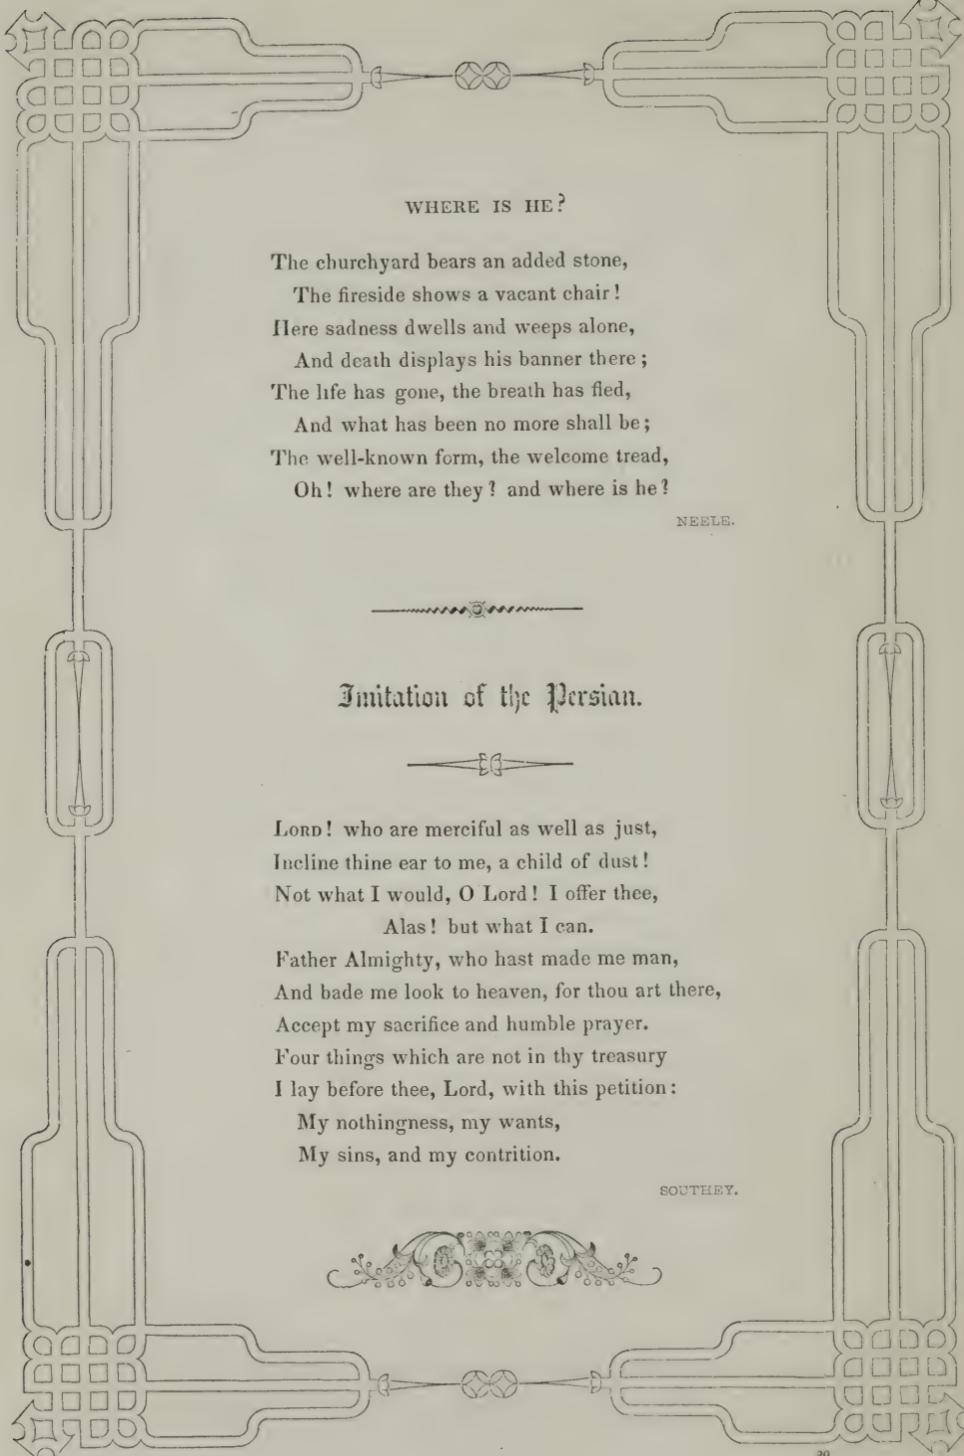 WHERE IS HE?
The churchyard bears an added stone,
The fireside shows a vacant chair!
Here sadness dwells and weeps alone,
And death displays his banner there;
The life has gone, the breath has fled,
And what has been no more shall be;
The well-known form, the welcome tread,
Oh! where are they? and where is he?
NEELE.
Imitation of the Persian.
LORD! who are merciful as well as just,
Incline thine ear to me, a child of dust!
Not what I would, O Lord! I offer thee,
Alas! but what I can.
Father Almighty, who hast made me man,
And bade me look to heaven, for thou art there,
Accept my sacrifice and humble prayer.
Four things which are not in thy treasury
I lay before thee, Lord, with this petition:
My nothingness, my wants,
My sins, and my contrition.
SOUTHEY.